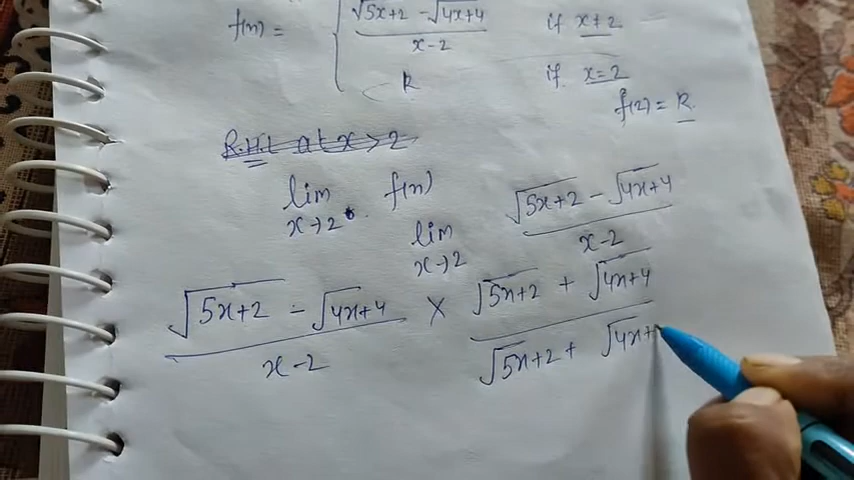 f(n) = { √5x+2 - √4x+4 / x-2 if x≠2
R if x=2
f(2) = R
R.H.L at x>2
lim x→2 f(n)
lim x→2 √5x+2 - √4x+4 / x-2
√5x+2 - √4x+4 / x-2 × √5x+2 + √4x+4 / √5x+2 + √4x+